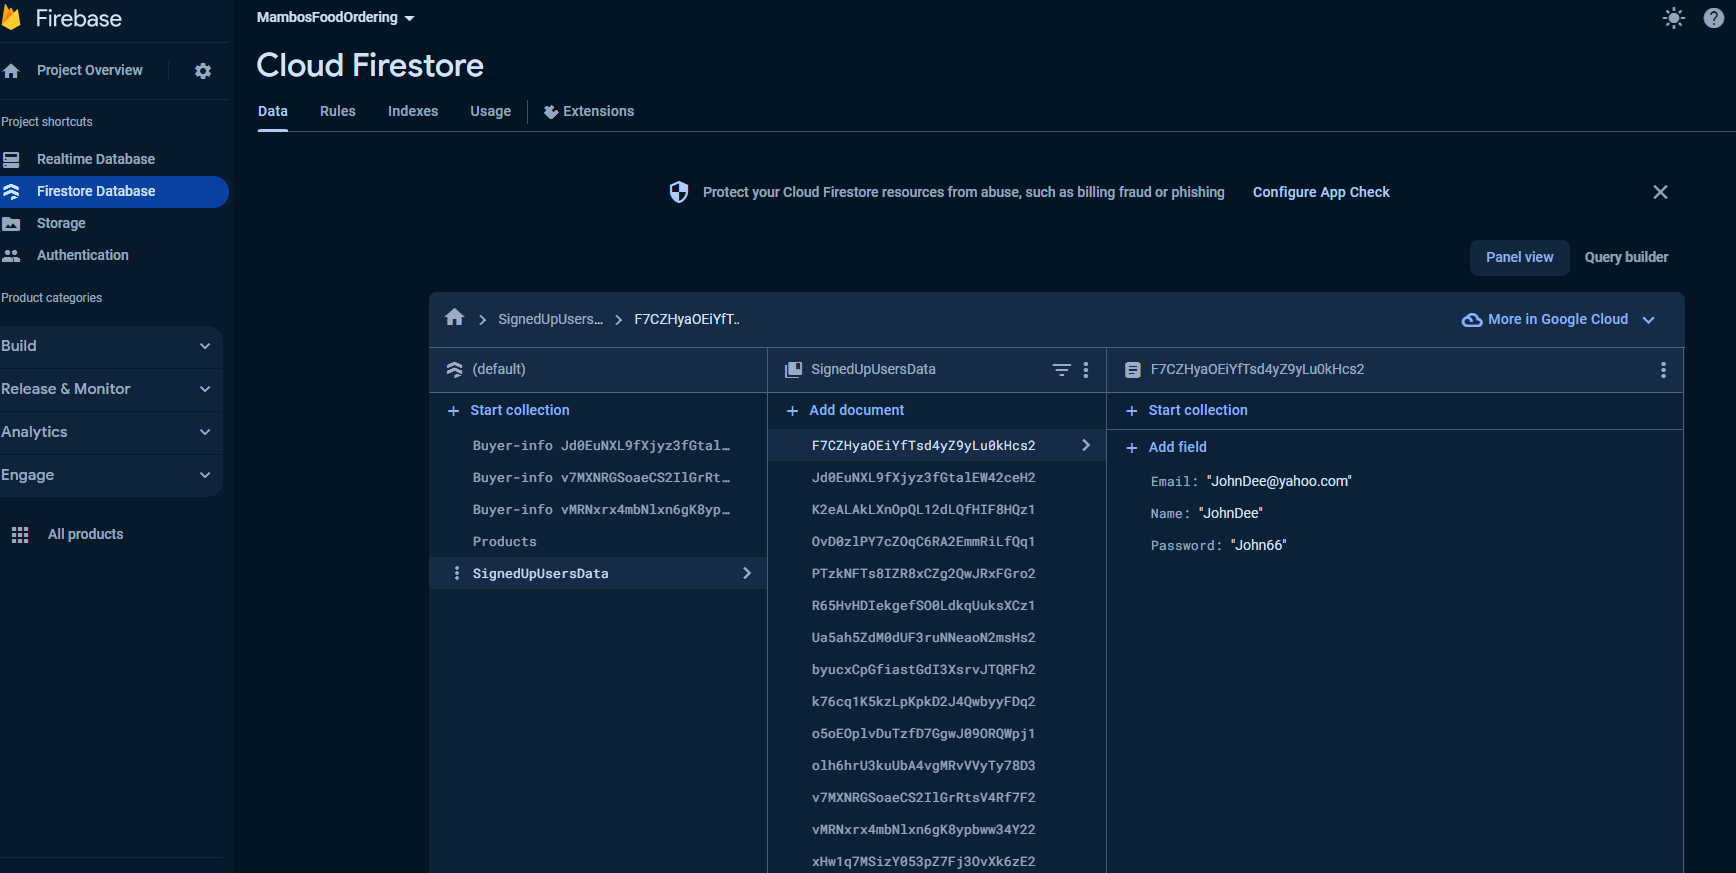 Firebase
Project Overview
Project shortcuts
Realtime Database
Firestore Database
Storage
Authentication
Product categories
Build
Release & Monitor
Analytics
Engage
All products
MambosFoodOrdering
Cloud Firestore
Data Rules Indexes Usage Extensions
Protect your Cloud Firestore resources from abuse, such as billing fraud or phishing Configure App Check
Panel view Query builder
SignedUpUsers... F7CZHyaOEiYfT.. More in Google Cloud
(default)
Start collection
Buyer-info Jd0EuNXL9fXjyz3fGtal…
Buyer-info v7MXNRGSoaeCS2IlGrRt…
Buyer-info vMRNxrx4mbNlxn6gK8yp…
Products
SignedUpUsersData
SignedUpUsersData
Add document
F7CZHyaOEiYfTsd4yZ9yLu0kHcs2
Jd0EuNXL9fXjyz3fGtalEW42ceH2
K2eALAkLXnOpQL12dLQfHIF8HQz1
OvD0zlPY7cZOqC6RA2EmmRiLfQq1
PTzkNFTs8IZR8xCZg2QwJRxFGro2
R65HvHDIekgefSO0LdkqUuksXCz1
Ua5ah5ZdM0dUF3ruNNeaoN2msHs2
byucxCpGfiastGdI3XsrvJTQRFh2
k76cq1K5kzLpKpkD2J4QwbyyFDq2
o5oEOplvDuTzfD7GgwJ09ORQWpj1
olh6hrU3kuUbA4vgMRvVVyTy78D3
v7MXNRGSoaeCS2IlGrRtsV4Rf7F2
vMRNxrx4mbNlxn6gK8ypbww34Y22
xHw1q7MSizY053pZ7Fj3OvXk6zE2
F7CZHyaOEiYfTsd4yZ9yLu0kHcs2
Start collection
Add field
Email: "JohnDee@yahoo.com"
Name: "JohnDee"
Password: "John66"